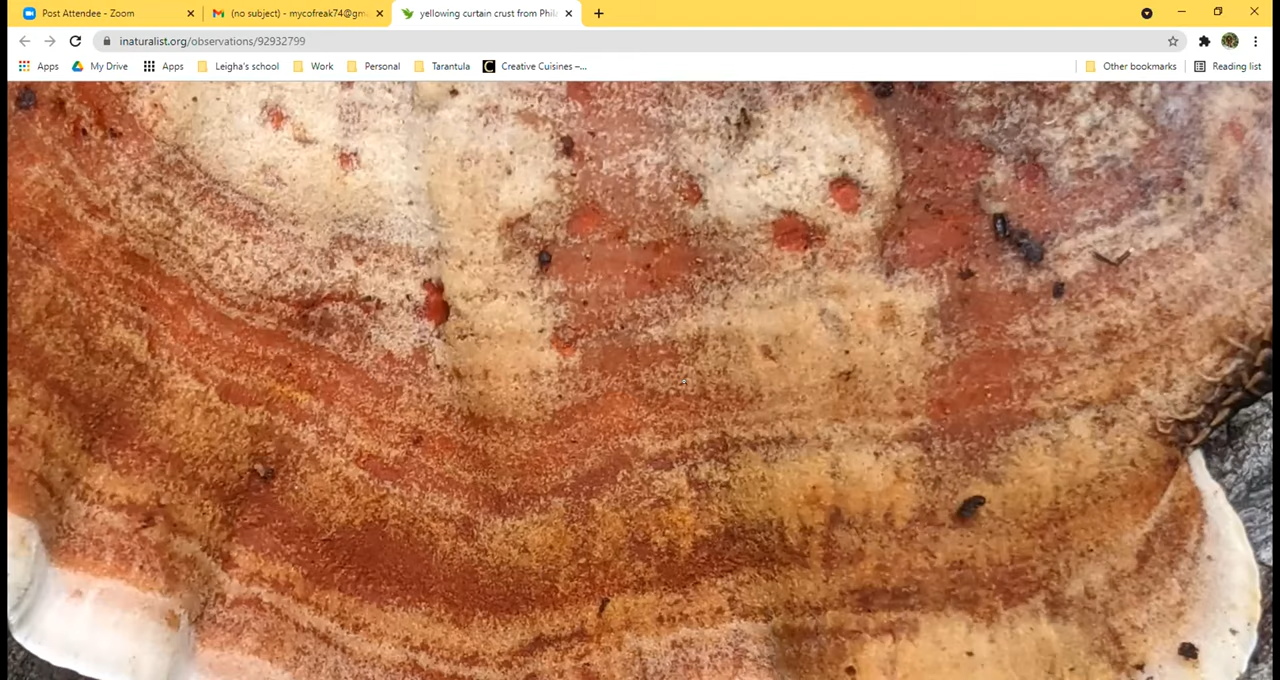 Post Attendee - Zoom
(no subject) - mycofreak74@gm
yellowing curtain crust from Phil
inaturalist.org/observations/92932799
Apps
My Drive
Apps
Leigha's school
Work
Personal
Tarantula
Creative Cuisines –...
Other bookmarks
Reading list